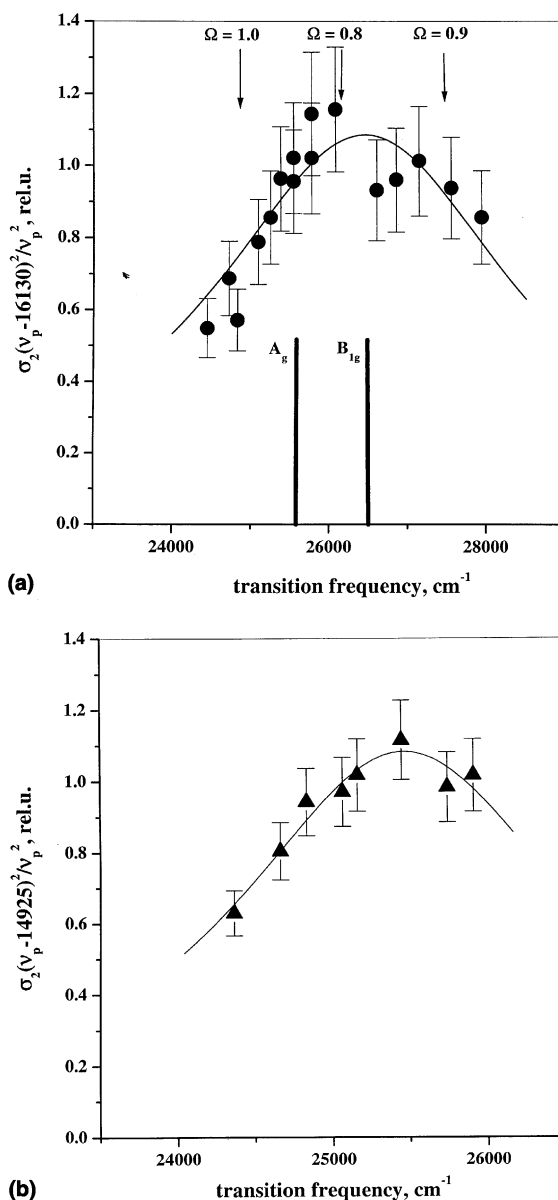 Ω = 1.0 Ω = 0.8 Ω = 0.9
1.4
1.2
1.0
0.8
0.6
0.4
0.2
0.0
σ₂(νₚ-16130)²/νₚ², rel.u.
A_g B_1g
24000 26000 28000
(a) transition frequency, cm⁻¹
1.4
1.2
1.0
0.8
0.6
0.4
0.2
0.0
σ₂(νₚ-14925)²/νₚ², rel.u.
24000 25000 26000
(b) transition frequency, cm⁻¹